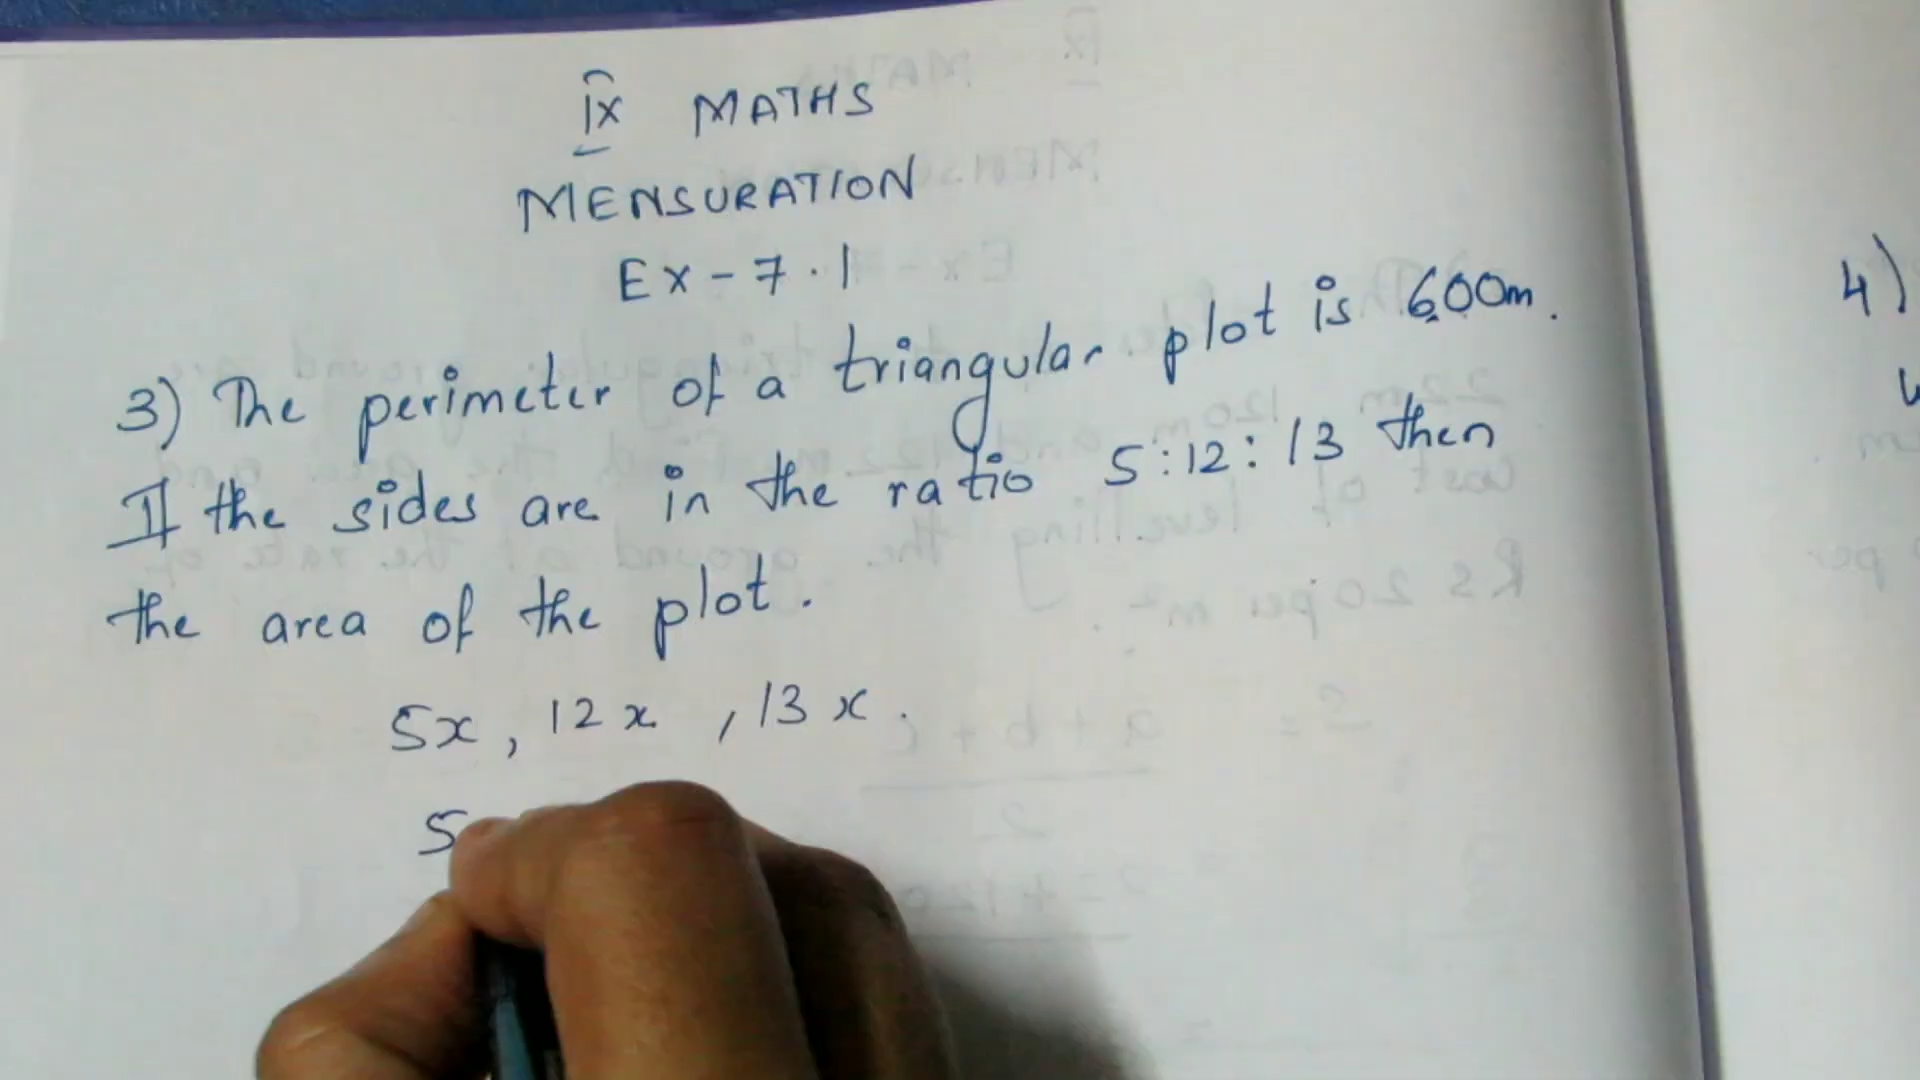 IX MATHS
MENSURATION
Ex - 7.1
3) The perimeter of a triangular plot is 600m.
If the sides are in the ratio 5:12:13 then
the area of the plot.
5x, 12x, 13x.
5
4)